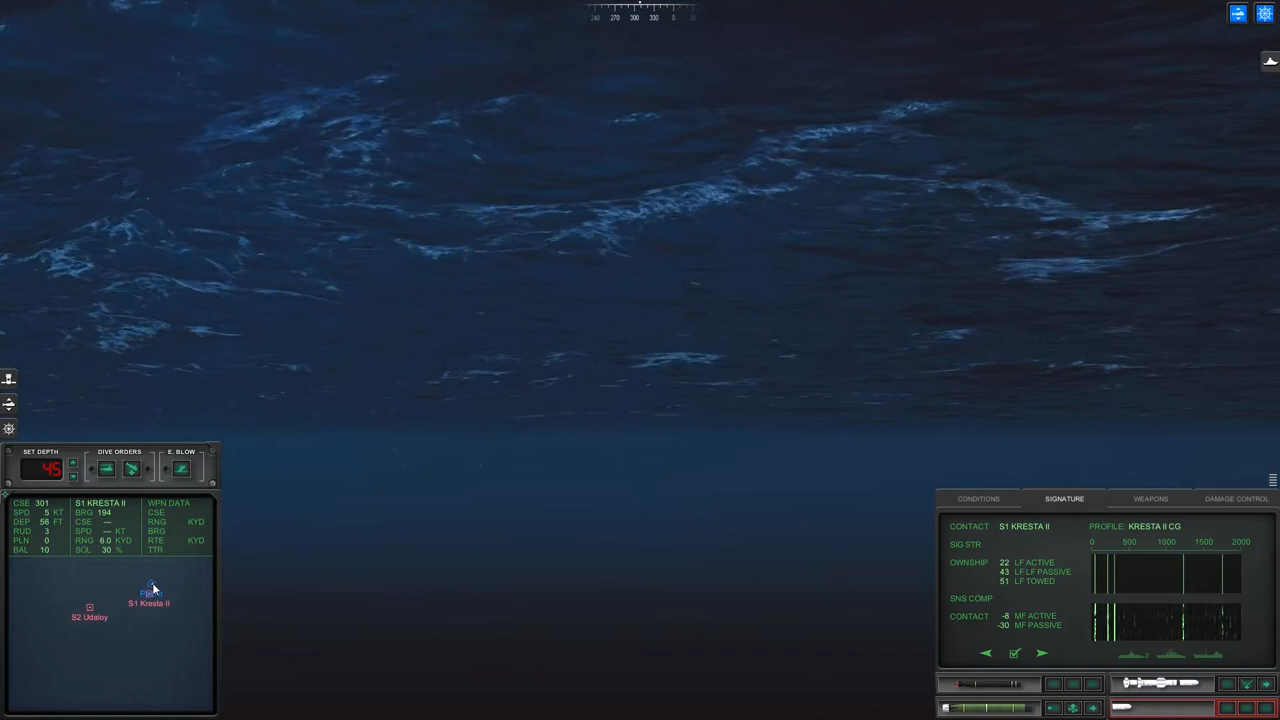 240 270 300 330 0 30
SET DEPTH DIVE ORDERS E. BLOW
45
CSE 301 S1 KRESTA II WPN DATA
SPD 5 KT BRG 194 CSE
DEP 56 FT CSE --- RNG KYD
RUD 3 SPD --- KT BRG
PLN 0 RNG 6.0 KYD RTE KYD
BAL 10 SOL 30 % TTR
S1 Kresta II
S2 Udaloy
CONDITIONS SIGNATURE WEAPONS DAMAGE CONTROL
CONTACT S1 KRESTA II PROFILE: KRESTA II CG
SIG STR 0 500 1000 1500 2000
OWNSHIP 22 LF ACTIVE
43 LF LF PASSIVE
51 LF TOWED
SNS COMP
CONTACT -8 MF ACTIVE
-30 MF PASSIVE